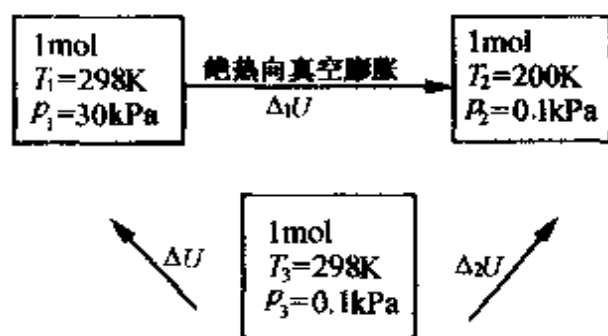 1mol
T₁=298K
p₁=30kPa
绝热向真空膨胀
Δ₁U
1mol
T₂=200K
p₂=0.1kPa
ΔU
1mol
T₃=298K
p₃=0.1kPa
Δ₂U